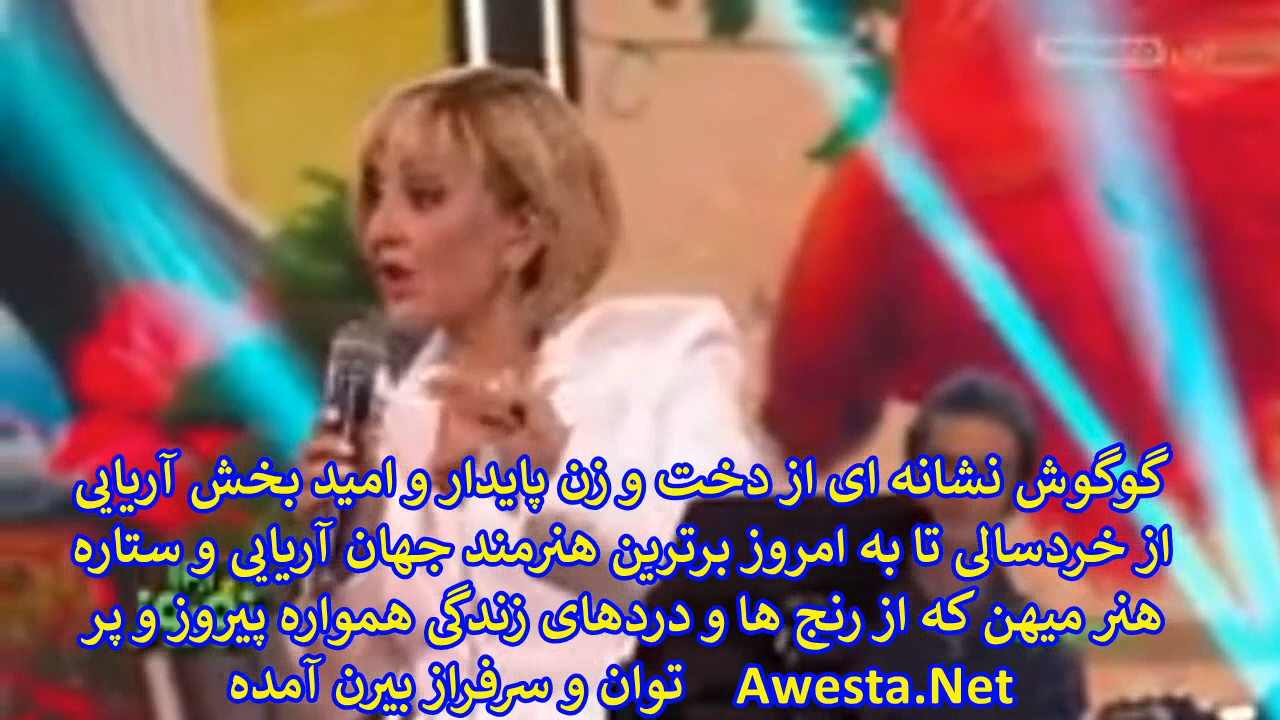 گوگوش نشانه ای از دخت و زن پایدار و امید بخش آریایی
از خردسالی تا به امروز برترین هنرمند جهان آریایی و ستاره
هنر میهن که از رنج ها و دردهای زندگی همواره پیروز و پر
توان و سرفراز بیرن آمده Awesta.Net